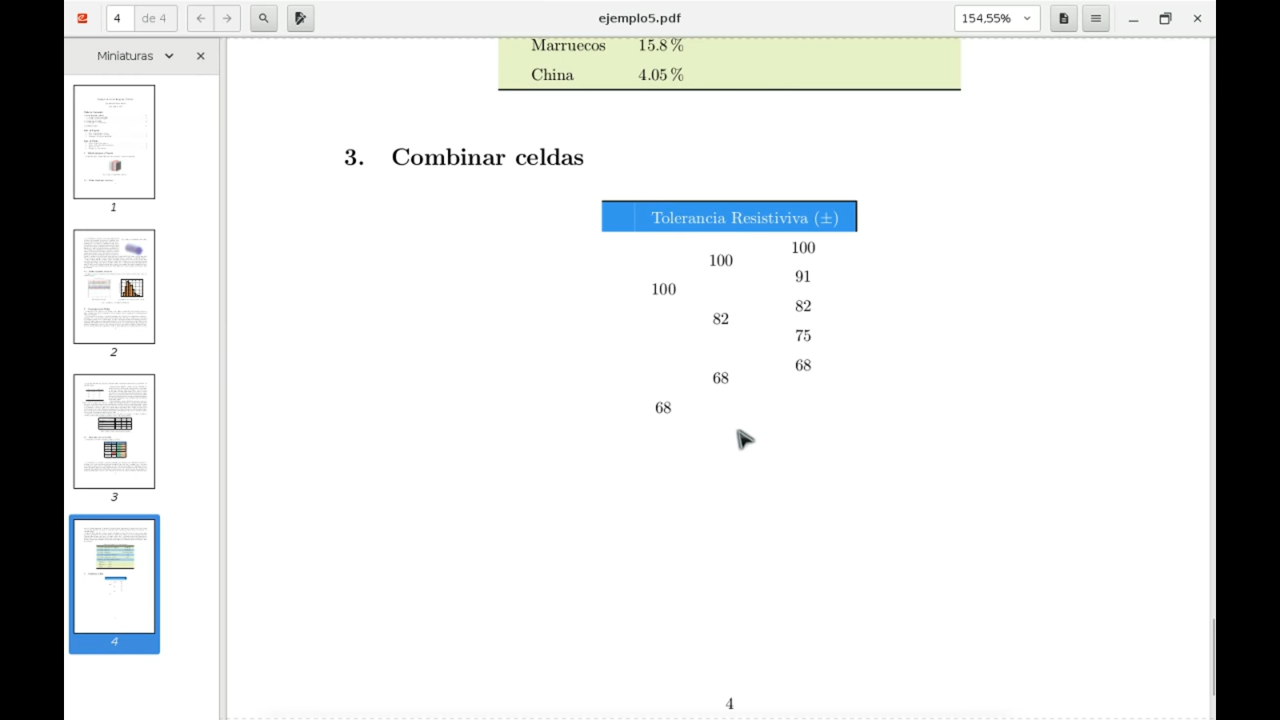 4 de 4 ejemplo5.pdf 154,55%
Miniaturas
1
2
3
4
Marruecos 15.8 %
China 4.05 %
3. Combinar celdas
Tolerancia Resistiviva (±)
100
100
91
100
82
82
75
68
68
68
4